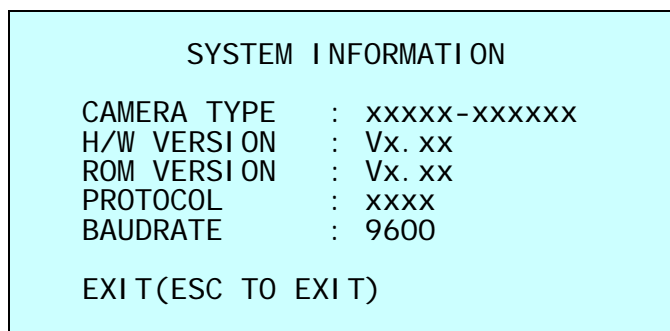 SYSTEM INFORMATION
CAMERA TYPE : xxxxx-xxxxxx
H/W VERSION : Vx.xx
ROM VERSION : Vx.xx
PROTOCOL : xxxx
BAUDRATE : 9600
EXIT(ESC TO EXIT)